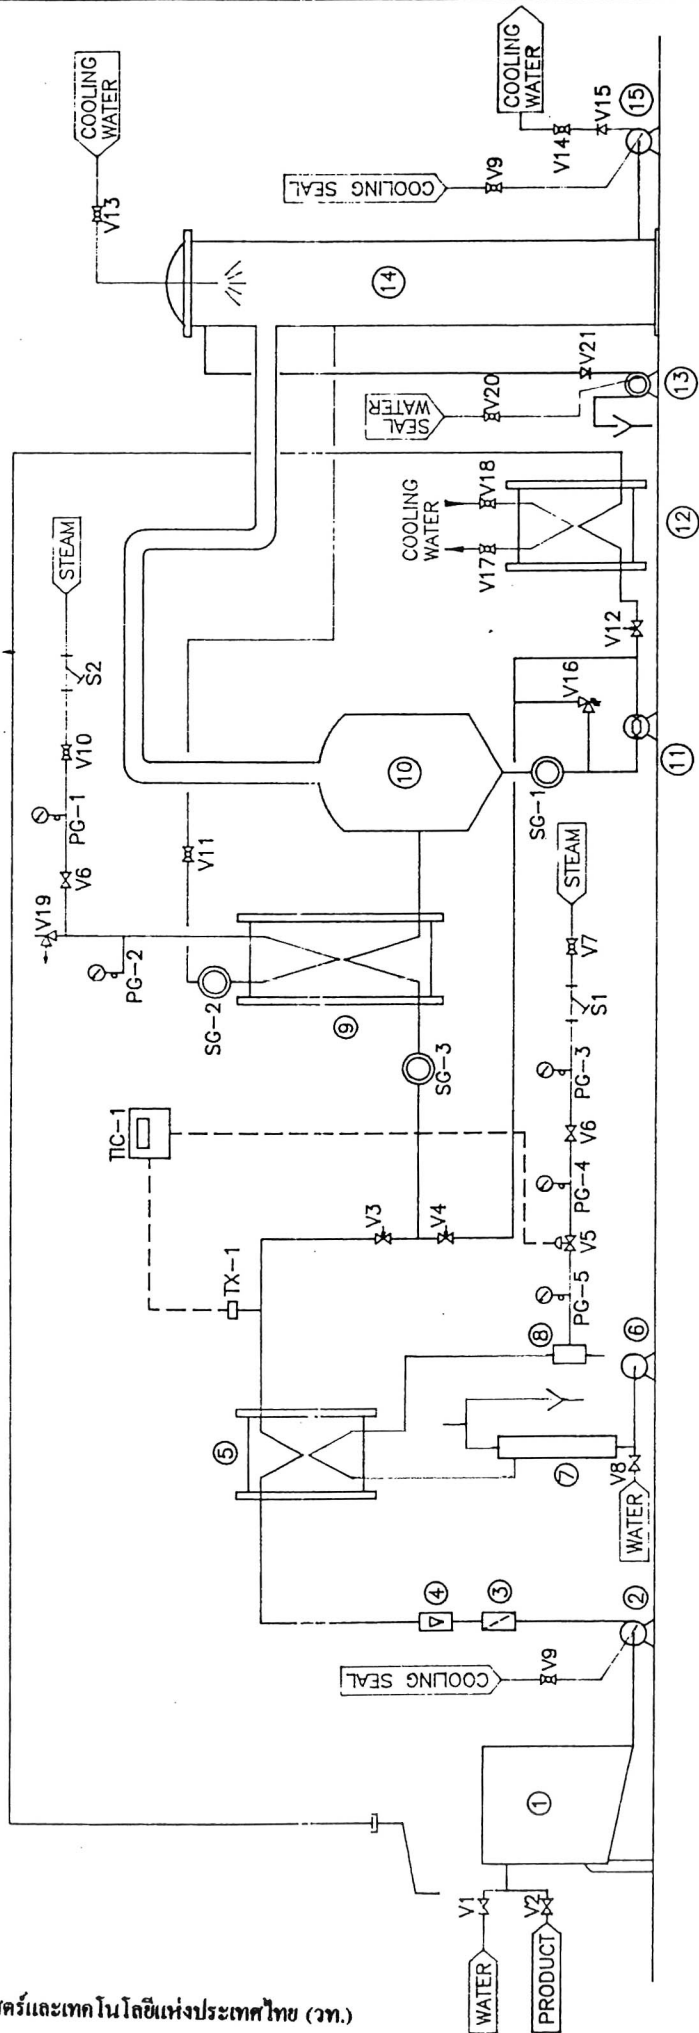 COOLING
WATER
V13
COOLING
WATER
V15
V14
15
COOLING SEAL
V9
14
V21
SEAL
WATER
V20
13
STEAM
S2
V10
PG-1
V6
V19
PG-2
V11
SG-2
COOLING
WATER
V18
V17
12
V12
V16
10
SG-1
11
9
SG-3
STEAM
V7
S1
PG-3
V6
PG-4
V5
PG-5
TIC-1
TX-1
V3
V4
5
8
6
7
V8
WATER
4
3
2
COOLING SEAL
V9
1
V1
V2
WATER
PRODUCT
สตร์และเทคโนโลยีแห่งประเทศไทย (วท.)